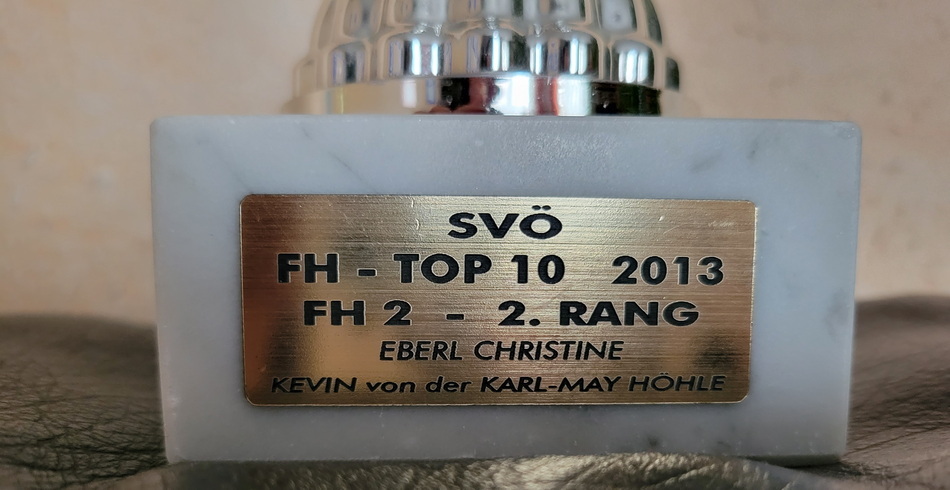 SVÖ
FH - TOP 10 2013
FH 2 - 2. RANG
EBERL CHRISTINE
KEVIN von der KARL-MAY HÖHLE